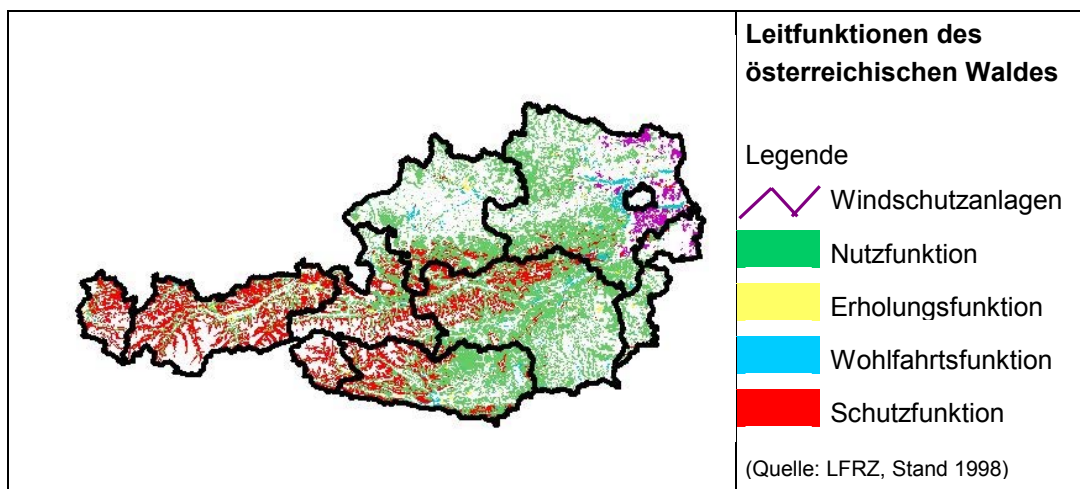 Leitfunktionen des
österreichischen Waldes
Legende
Windschutzanlagen
Nutzfunktion
Erholungsfunktion
Wohlfahrtsfunktion
Schutzfunktion
(Quelle: LFRZ, Stand 1998)